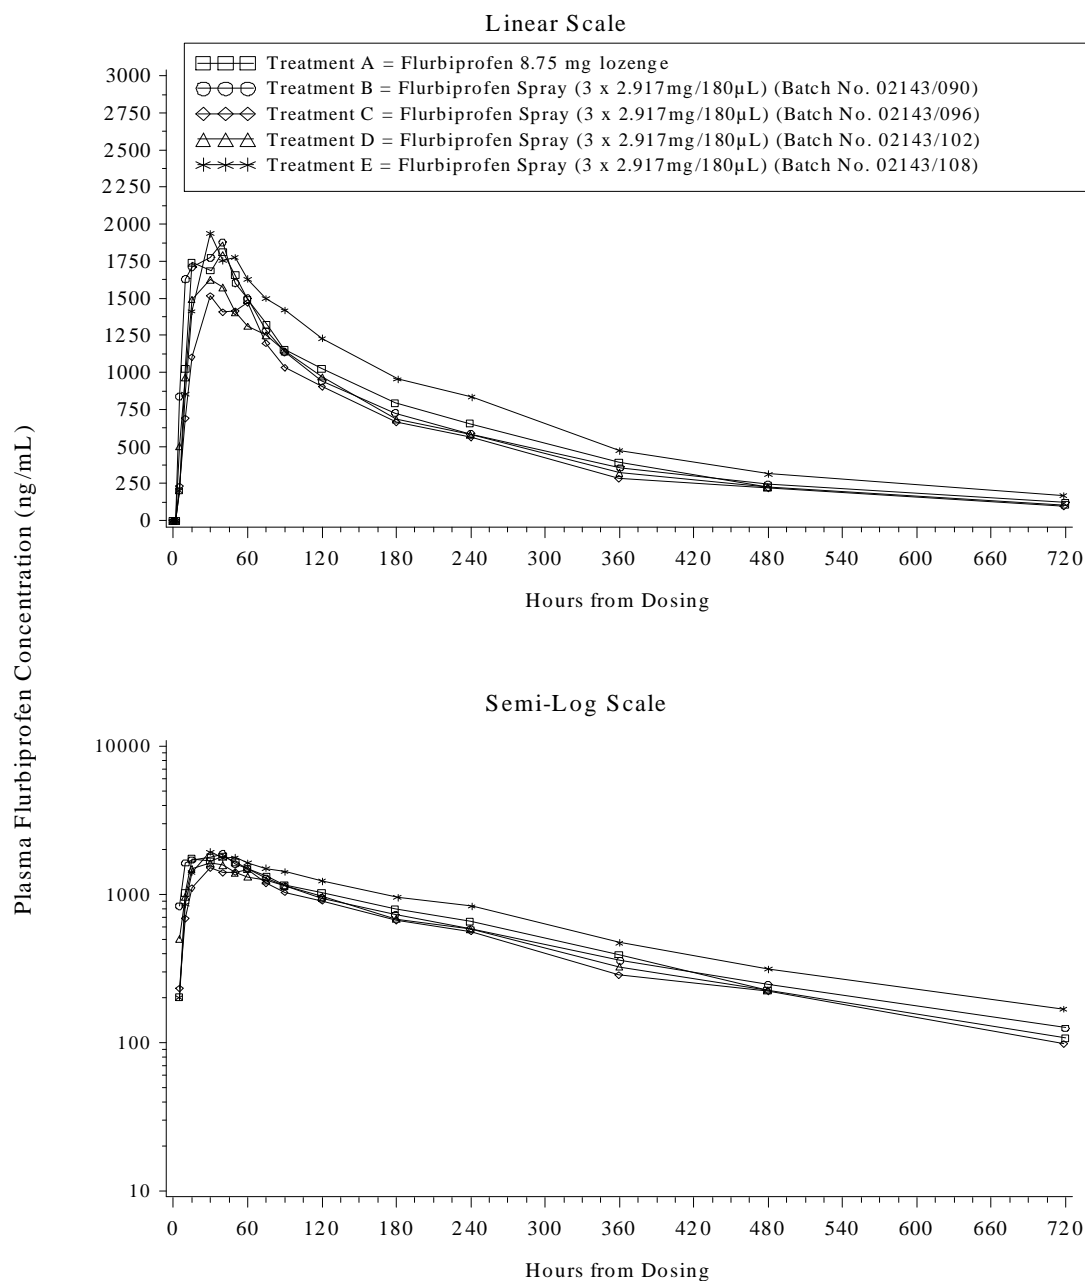 Linear Scale
Treatment A = Flurbiprofen 8.75 mg lozenge
Treatment B = Flurbiprofen Spray (3 x 2.917mg/180µL) (Batch No. 02143/090)
Treatment C = Flurbiprofen Spray (3 x 2.917mg/180µL) (Batch No. 02143/096)
Treatment D = Flurbiprofen Spray (3 x 2.917mg/180µL) (Batch No. 02143/102)
Treatment E = Flurbiprofen Spray (3 x 2.917mg/180µL) (Batch No. 02143/108)
3000
2750
2500
2250
2000
1750
1500
1250
1000
750
500
250
0
0 60 120 180 240 300 360 420 480 540 600 660 720
Hours from Dosing
Plasma Flurbiprofen Concentration (ng/mL)
Semi-Log Scale
10000
1000
100
10
0 60 120 180 240 300 360 420 480 540 600 660 720
Hours from Dosing